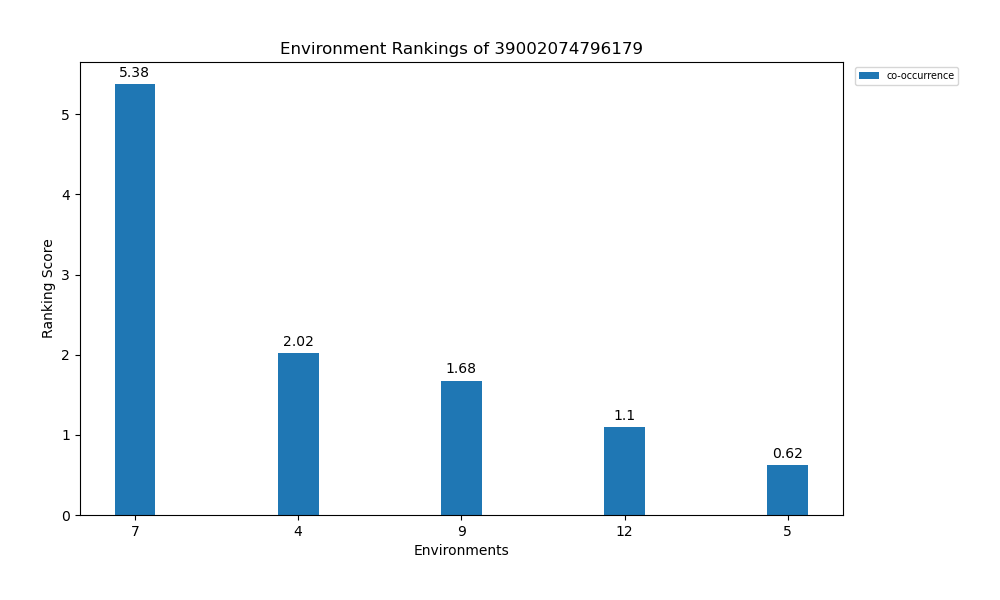 Environment Rankings of 39002074796179
co-occurrence
Ranking Score
5
4
3
2
1
0
5.38
2.02
1.68
1.1
0.62
7 4 9 12 5
Environments